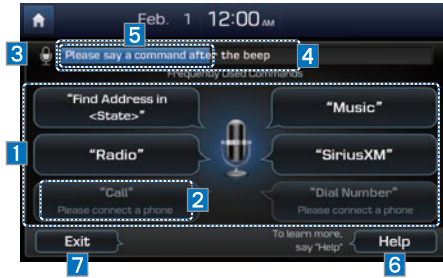 Feb. 1 12:00 AM
5
3
Please say a command after the beep
4
Frequently Used Commands
"Find Address in
<State>"
"Music"
1
"Radio"
"SiriusXM"
"Call"
Please connect a phone
2
"Dial Number"
Please connect a phone
Exit
To learn more,
say "Help"
Help
7
6